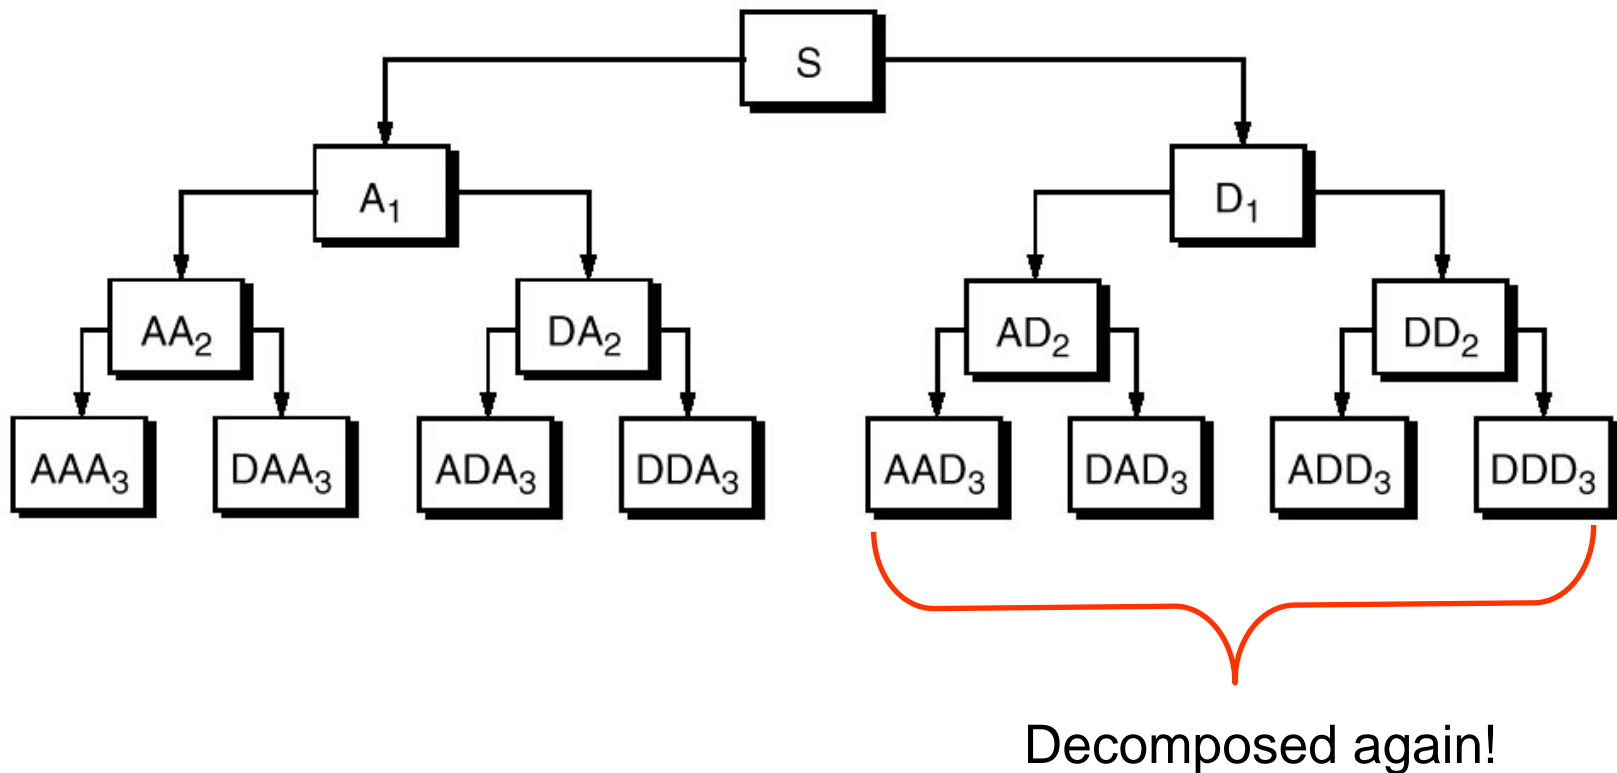 S
A₁ D₁
AA₂ DA₂ AD₂ DD₂
AAA₃ DAA₃ ADA₃ DDA₃ AAD₃ DAD₃ ADD₃ DDD₃
Decomposed again!